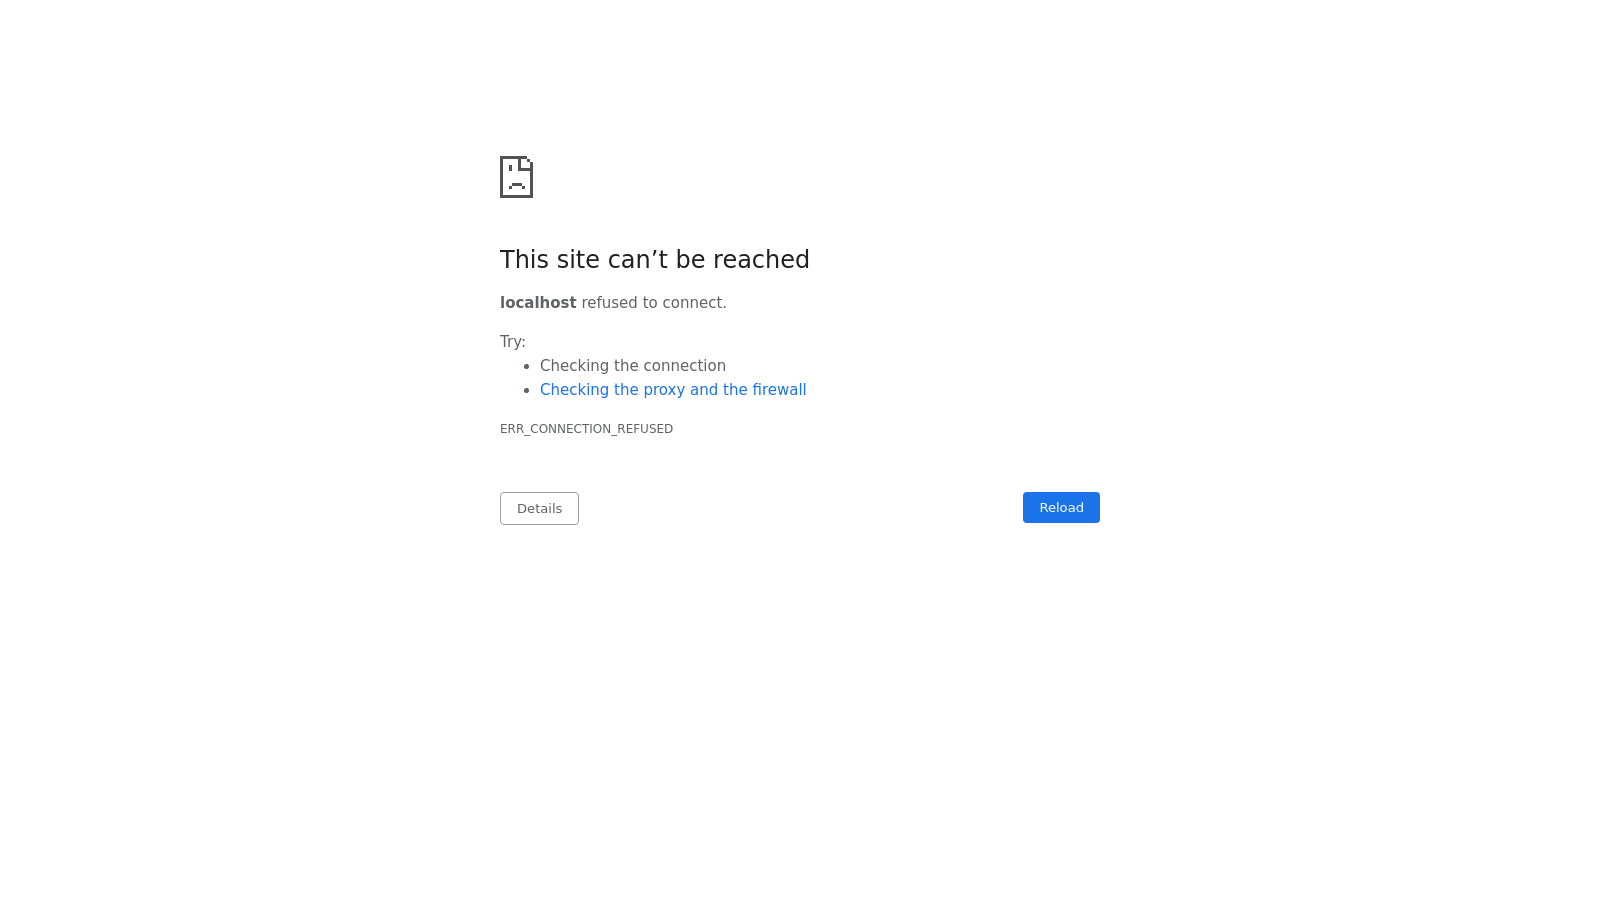 This site can’t be reached
localhost refused to connect.
Try:
Checking the connection
Checking the proxy and the firewall
ERR_CONNECTION_REFUSED
Details
Reload